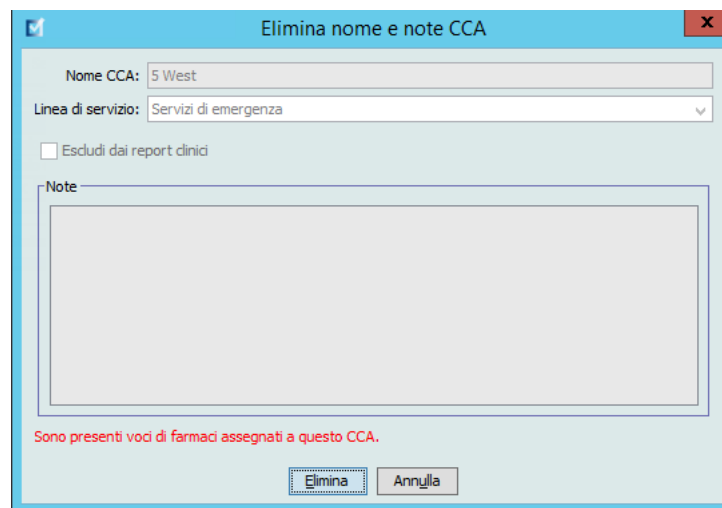 Elimina nome e note CCA
x
Nome CCA: 5 West
Linea di servizio: Servizi di emergenza
Escludi dai report clinici
Note
Sono presenti voci di farmaci assegnati a questo CCA.
Elimina Annulla